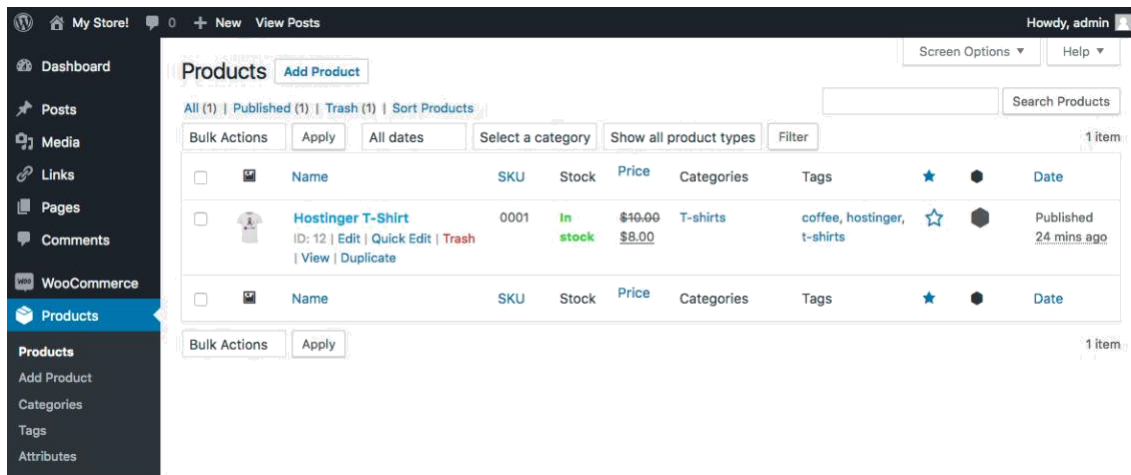 My Store! 0 + New View Posts Howdy, admin
Screen Options ▼ Help ▼
Dashboard
Posts
Media
Links
Pages
Comments
WooCommerce
Products
Products
Add Product
Categories
Tags
Attributes
Products Add Product
All (1) | Published (1) | Trash (1) | Sort Products
Search Products
Bulk Actions Apply All dates Select a category Show all product types Filter 1 item
Name SKU Stock Price Categories Tags Date
Hostinger T-Shirt 0001 In $10.00 T-shirts coffee, hostinger, Published
ID: 12 | Edit | Quick Edit | Trash stock $8.00 t-shirts 24 mins ago
| View | Duplicate
Name SKU Stock Price Categories Tags Date
Bulk Actions Apply 1 item